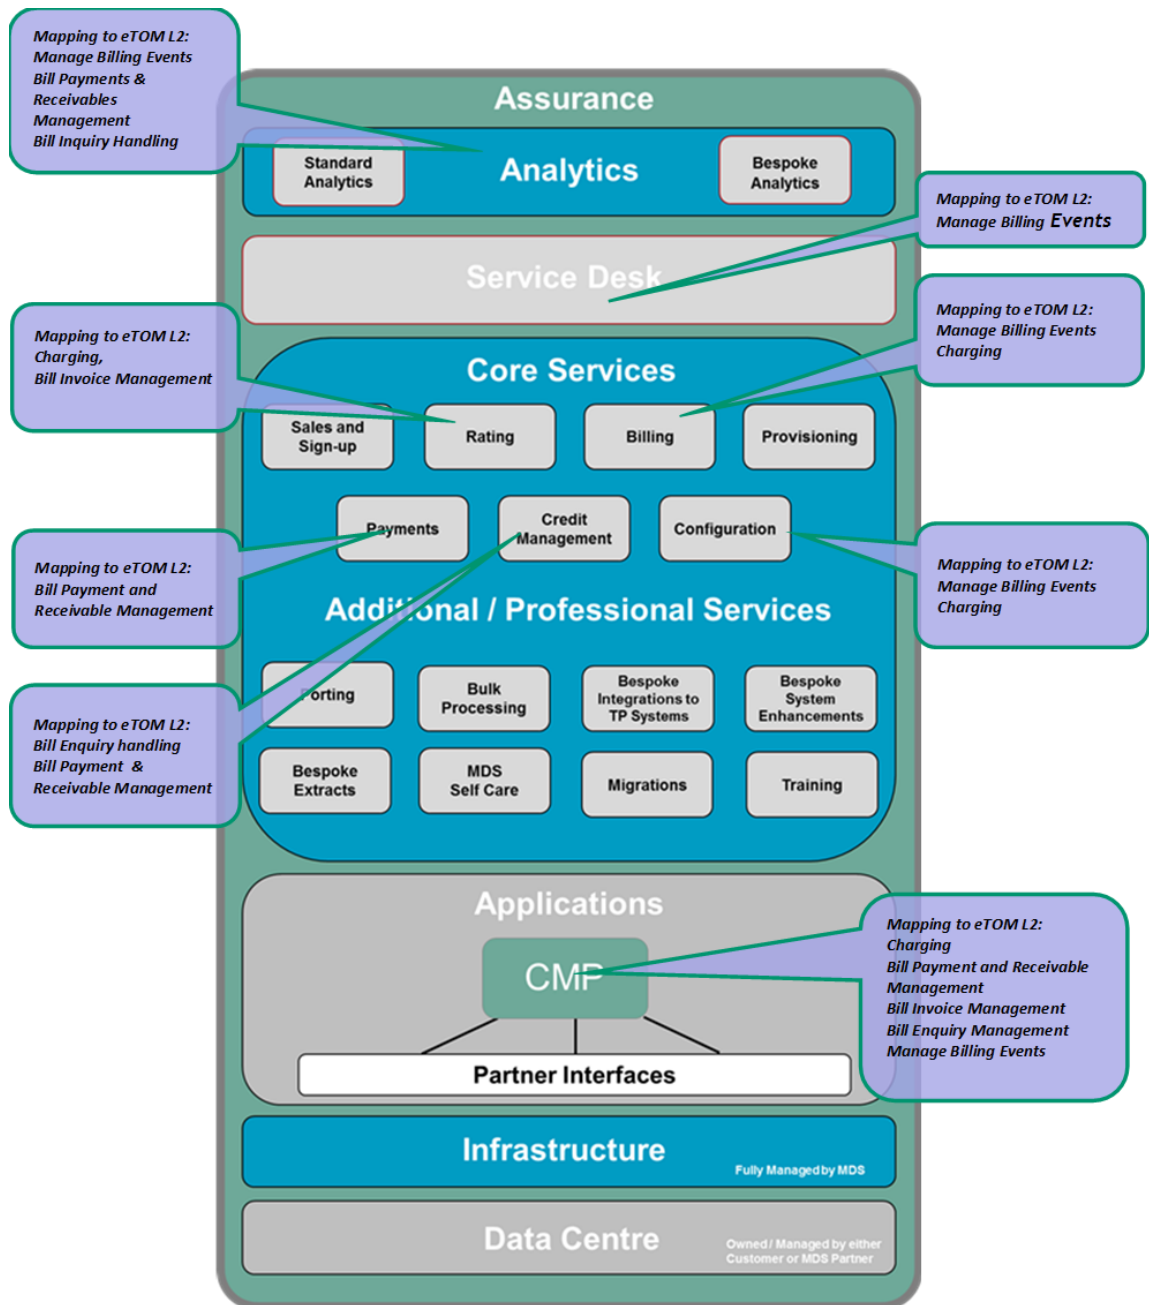 Mapping to eTOM L2:
Manage Billing Events
Bill Payments &
Receivables
Management
Bill Inquiry Handling
Assurance
Standard
Analytics
Analytics
Bespoke
Analytics
Mapping to eTOM L2:
Manage Billing Events
Service Desk
Mapping to eTOM L2:
Charging,
Bill Invoice Management
Mapping to eTOM L2:
Manage Billing Events
Charging
Core Services
Sales and
Sign-up
Rating
Billing
Provisioning
Payments
Credit
Management
Configuration
Mapping to eTOM L2:
Bill Payment and
Receivable Management
Mapping to eTOM L2:
Manage Billing Events
Charging
Additional / Professional Services
Porting
Bulk
Processing
Bespoke
Integrations to
TP Systems
Bespoke
System
Enhancements
Mapping to eTOM L2:
Bill Enquiry handling
Bill Payment &
Receivable Management
Bespoke
Extracts
MDS
Self Care
Migrations
Training
Applications
CMP
Partner Interfaces
Mapping to eTOM L2:
Charging
Bill Payment and Receivable
Management
Bill Invoice Management
Bill Enquiry Management
Manage Billing Events
Infrastructure
Fully Managed by MDS
Data Centre
Owned / Managed by either
Customer or MDS Partner